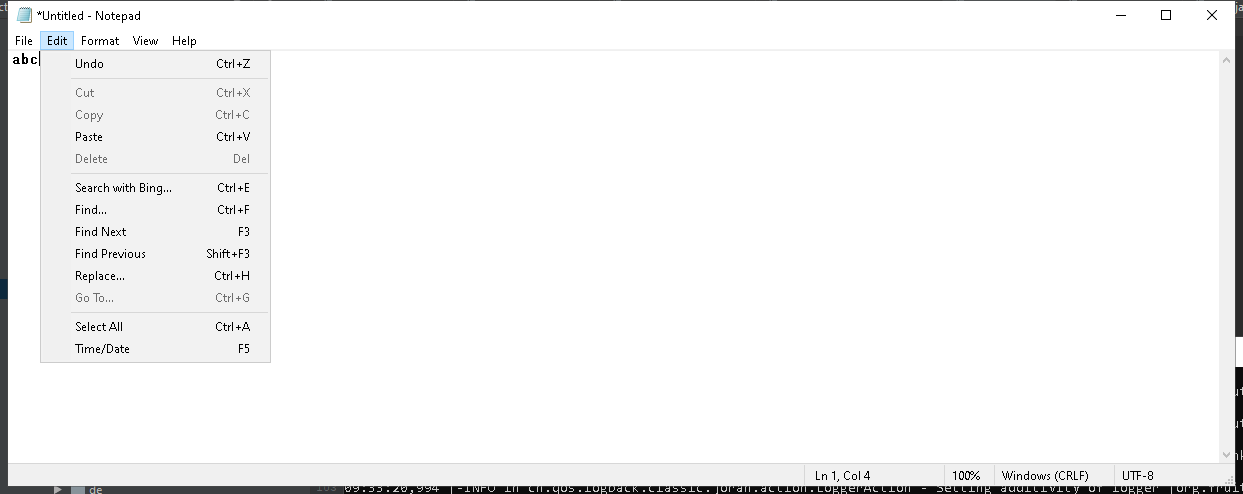 *Untitled - Notepad
File Edit Format View Help
abc
Undo Ctrl+Z
Cut Ctrl+X
Copy Ctrl+C
Paste Ctrl+V
Delete Del
Search with Bing... Ctrl+E
Find... Ctrl+F
Find Next F3
Find Previous Shift+F3
Replace... Ctrl+H
Go To... Ctrl+G
Select All Ctrl+A
Time/Date F5
Ln 1, Col 4 100% Windows (CRLF) UTF-8
de 09:33:20,994 |-INFO in ch.qos.logback.classic.joran.action.LoggerAction - Setting additivity of logger